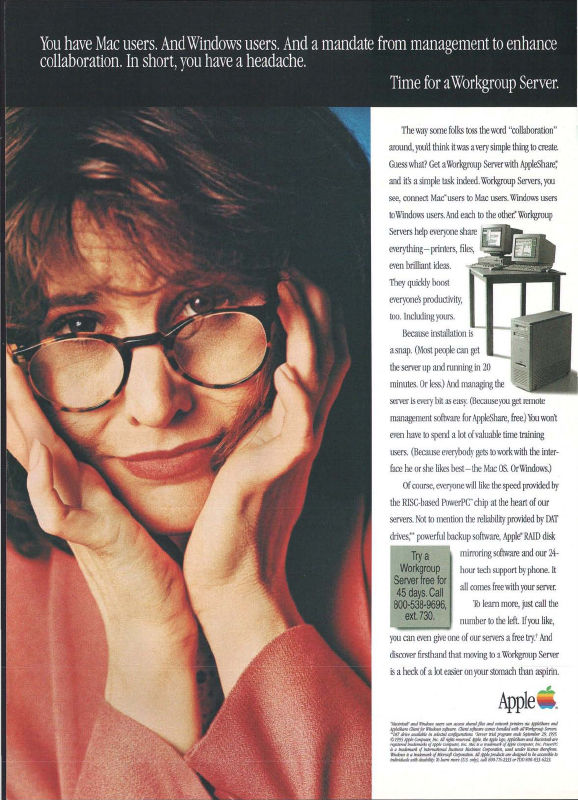 You have Mac users. And Windows users. And a mandate from management to enhance
collaboration. In short, you have a headache.
Time for a Workgroup Server.
The way some folks toss the word "collaboration"
around, you'd think it was a very simple thing to create.
Guess what? Get a Workgroup Server with AppleShare,®
and it's a simple task indeed. Workgroup Servers, you
see, connect Mac® users to Mac users. Windows users
to Windows users. And each to the other.* Workgroup
Servers help everyone share
everything—printers, files,
even brilliant ideas.
They quickly boost
everyone's productivity,
too. Including yours.
Because installation is
a snap. (Most people can get
the server up and running in 20
minutes. Or less.) And managing the
server is every bit as easy. (Because you get remote
management software for AppleShare, free.) You won't
even have to spend a lot of valuable time training
users. (Because everybody gets to work with the inter-
face he or she likes best—the Mac OS. Or Windows.)
Of course, everyone will like the speed provided by
the RISC-based PowerPC™ chip at the heart of our
servers. Not to mention the reliability provided by DAT
drives,** powerful backup software, Apple® RAID disk
mirroring software and our 24-
hour tech support by phone. It
all comes free with your server.
Try a
Workgroup
Server free for
45 days. Call
800-538-9696,
ext. 730.
To learn more, just call the
number to the left. If you like,
you can even give one of our servers a free try.† And
discover firsthand that moving to a Workgroup Server
is a heck of a lot easier on your stomach than aspirin.
Apple